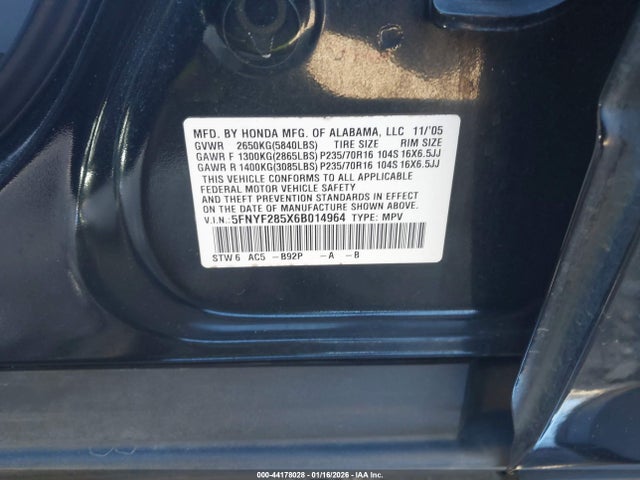 MFD. BY HONDA MFG. OF ALABAMA, LLC 11/'05
GVWR 2650KG(5840LBS) TIRE SIZE RIM SIZE
GAWR F 1300KG(2865LBS) P235/70R16 104S 16X6.5JJ
GAWR R 1400KG(3085LBS) P235/70R16 104S 16X6.5JJ
THIS VEHICLE CONFORMS TO ALL APPLICABLE
FEDERAL MOTOR VEHICLE SAFETY
AND THEFT PREVENTION STANDARDS IN EFFECT ON THE
DATE OF MANUFACTURE SHOWN ABOVE.
V.I.N.: 5FNYF285X6B014964 TYPE: MPV
STW 6 AC5 -B92P -A -B
000-44178028 - 01/16/2026 - IAA Inc.